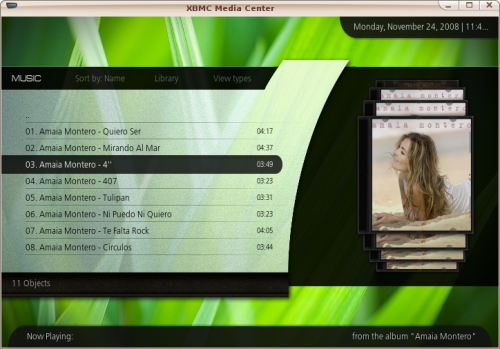 XBMC Media Center
Monday, November 24, 2008 | 11:4...
MUSIC Sort by: Name Library View types
..
01. Amaia Montero - Quiero Ser 04:17
02. Amaia Montero - Mirando Al Mar 04:37
03. Amaia Montero - 4" 03:49
04. Amaia Montero - 407 03:23
05. Amaia Montero - Tulipan 03:31
06. Amaia Montero - Ni Puedo Ni Quiero 03:23
07. Amaia Montero - Te Falta Rock 04:05
08. Amaia Montero - Circulos 03:44
amaia montero
amaia montero
11 Objects
Now Playing: from the album "Amaia Montero"